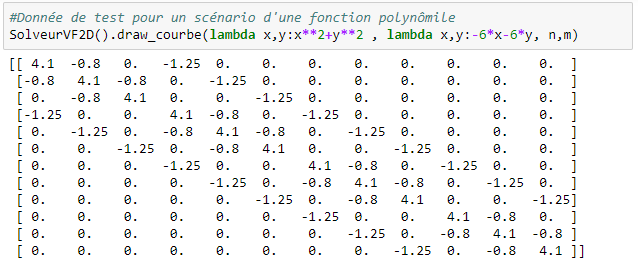 #Donnée de test pour un scénario d'une fonction polynômile
SolveurVF2D().draw_courbe(lambda x,y:x**2+y**2 , lambda x,y:-6*x-6*y, n,m)
[[ 4.1 -0.8 0. -1.25 0. 0. 0. 0. 0. 0. 0. 0. ]
[-0.8 4.1 -0.8 0. -1.25 0. 0. 0. 0. 0. 0. 0. ]
[ 0. -0.8 4.1 0. 0. -1.25 0. 0. 0. 0. 0. 0. ]
[-1.25 0. 0. 4.1 -0.8 0. -1.25 0. 0. 0. 0. 0. ]
[ 0. -1.25 0. -0.8 4.1 -0.8 0. -1.25 0. 0. 0. 0. ]
[ 0. 0. -1.25 0. -0.8 4.1 0. 0. -1.25 0. 0. 0. ]
[ 0. 0. 0. -1.25 0. 0. 4.1 -0.8 0. -1.25 0. 0. ]
[ 0. 0. 0. 0. -1.25 0. -0.8 4.1 -0.8 0. -1.25 0. ]
[ 0. 0. 0. 0. 0. -1.25 0. -0.8 4.1 0. 0. -1.25]
[ 0. 0. 0. 0. 0. 0. -1.25 0. 0. 4.1 -0.8 0. ]
[ 0. 0. 0. 0. 0. 0. 0. -1.25 0. -0.8 4.1 -0.8 ]
[ 0. 0. 0. 0. 0. 0. 0. 0. -1.25 0. -0.8 4.1 ]]